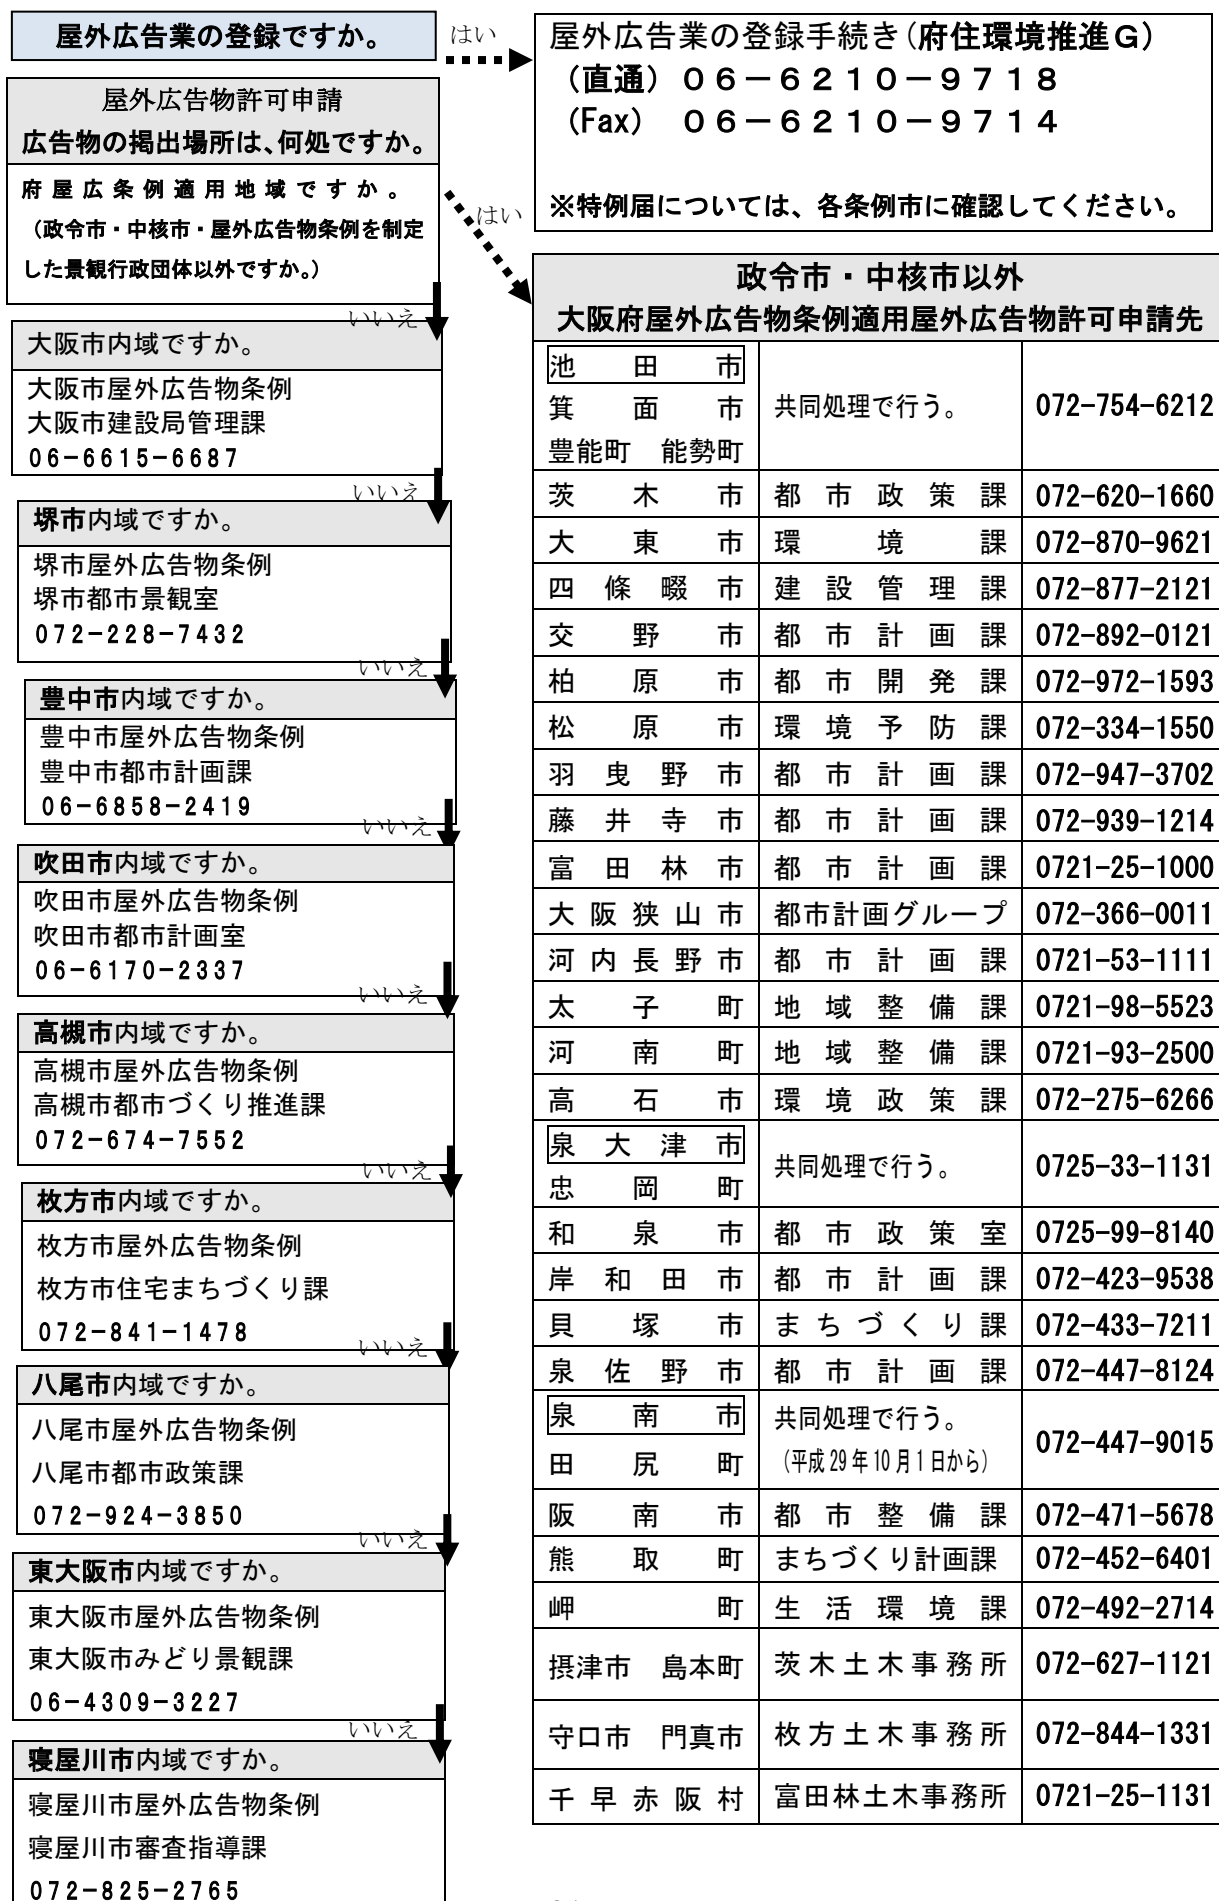 屋外広告業の登録ですか。
はい
屋外広告業の登録手続き（府住環境推進Ｇ）
（直通）０６－６２１０－９７１８
（Fax）　０６－６２１０－９７１４
※特例届については、各条例市に確認してください。
屋外広告物許可申請
広告物の掲出場所は、何処ですか。
府屋広条例適用地域ですか。
（政令市・中核市・屋外広告物条例を制定
した景観行政団体以外ですか。）
はい
いいえ
大阪市内域ですか。
大阪市屋外広告物条例
大阪市建設局管理課
06-6615-6687
いいえ
堺市内域ですか。
堺市屋外広告物条例
堺市都市景観室
072-228-7432
いいえ
豊中市内域ですか。
豊中市屋外広告物条例
豊中市都市計画課
06-6858-2419
いいえ
吹田市内域ですか。
吹田市屋外広告物条例
吹田市都市計画室
06-6170-2337
いいえ
高槻市内域ですか。
高槻市屋外広告物条例
高槻市都市づくり推進課
072-674-7552
いいえ
枚方市内域ですか。
枚方市屋外広告物条例
枚方市住宅まちづくり課
072-841-1478
いいえ
八尾市内域ですか。
八尾市屋外広告物条例
八尾市都市政策課
072-924-3850
いいえ
東大阪市内域ですか。
東大阪市屋外広告物条例
東大阪市みどり景観課
06-4309-3227
いいえ
寝屋川市内域ですか。
寝屋川市屋外広告物条例
寝屋川市審査指導課
072-825-2765
政令市・中核市以外
大阪府屋外広告物条例適用屋外広告物許可申請先
池田市
箕面市 共同処理で行う。 072-754-6212
豊能町　能勢町
茨木市 都市政策課 072-620-1660
大東市 環境課 072-870-9621
四條畷市 建設管理課 072-877-2121
交野市 都市計画課 072-892-0121
柏原市 都市開発課 072-972-1593
松原市 環境予防課 072-334-1550
羽曳野市 都市計画課 072-947-3702
藤井寺市 都市計画課 072-939-1214
富田林市 都市計画課 0721-25-1000
大阪狭山市 都市計画グループ 072-366-0011
河内長野市 都市計画課 0721-53-1111
太子町 地域整備課 0721-98-5523
河南町 地域整備課 0721-93-2500
高石市 環境政策課 072-275-6266
泉大津市 共同処理で行う。 0725-33-1131
忠岡町
和泉市 都市政策室 0725-99-8140
岸和田市 都市計画課 072-423-9538
貝塚市 まちづくり課 072-433-7211
泉佐野市 都市計画課 072-447-8124
泉南市 共同処理で行う。 072-447-9015
田尻町 （平成29年10月1日から）
阪南市 都市整備課 072-471-5678
熊取町 まちづくり計画課 072-452-6401
岬町 生活環境課 072-492-2714
摂津市　島本町 茨木土木事務所 072-627-1121
守口市　門真市 枚方土木事務所 072-844-1331
千早赤阪村 富田林土木事務所 0721-25-1131